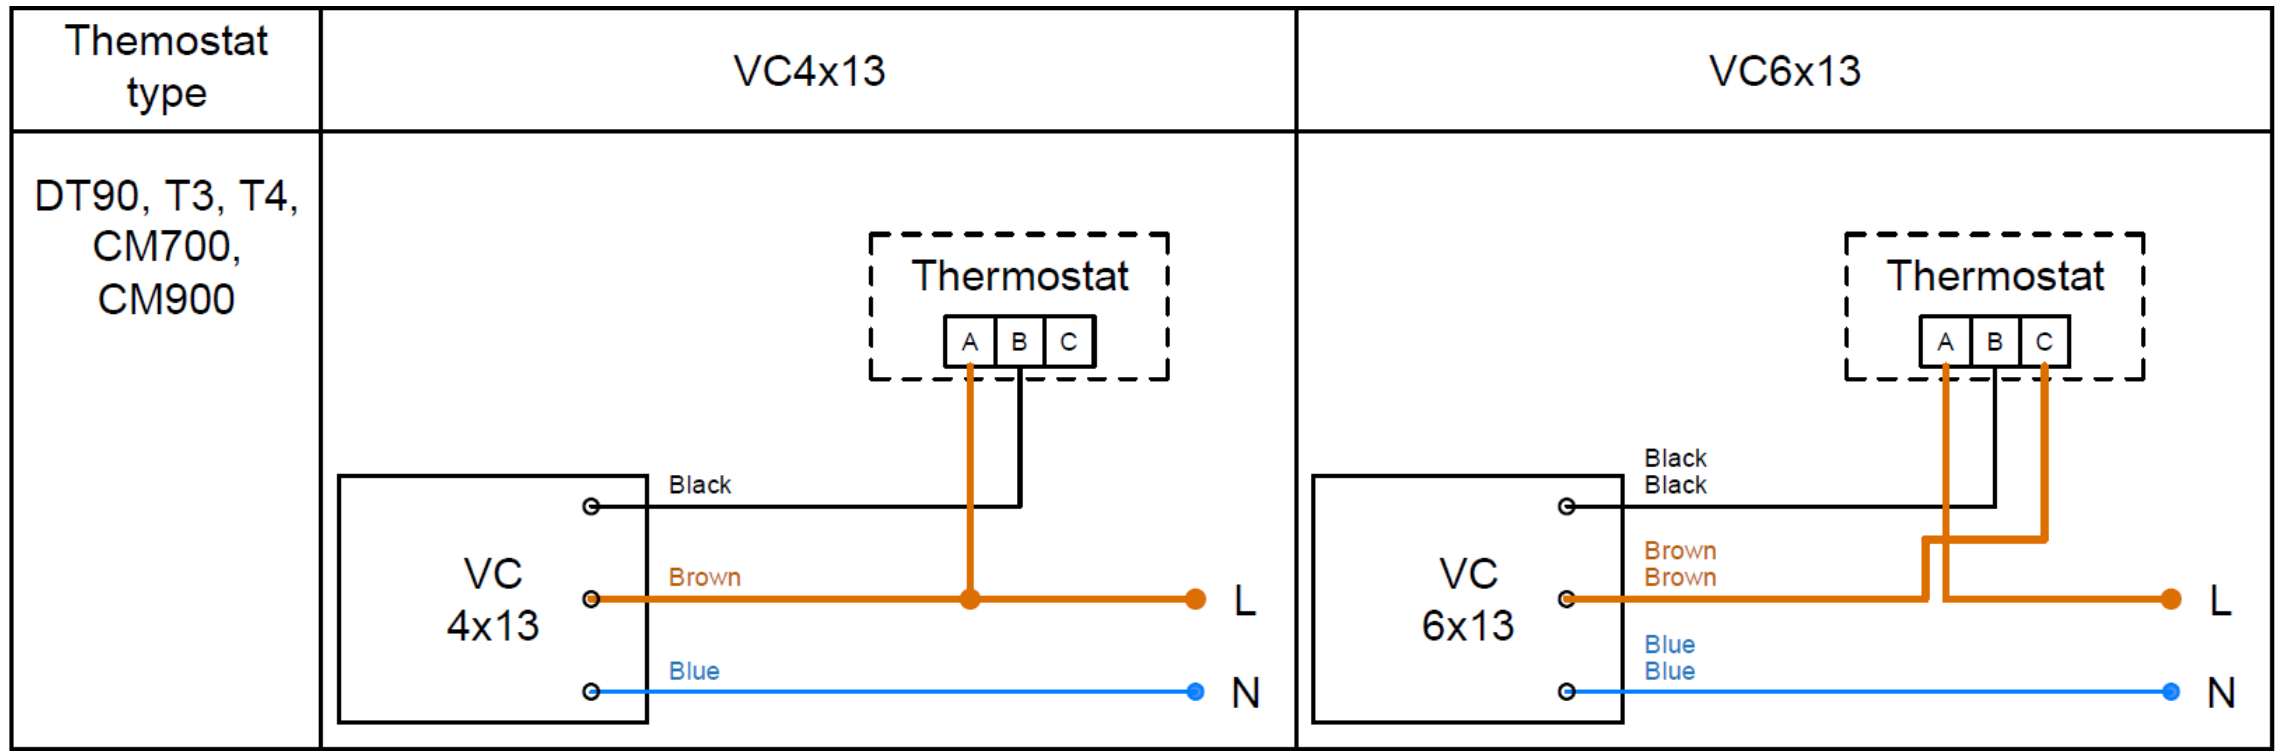 Themostat
type
VC4x13
VC6x13
DT90, T3, T4,
CM700,
CM900
Thermostat
A B C
Black
VC
4x13
Brown
L
Blue
N
Thermostat
A B C
Black
Black
VC
6x13
Brown
Brown
L
Blue
Blue
N